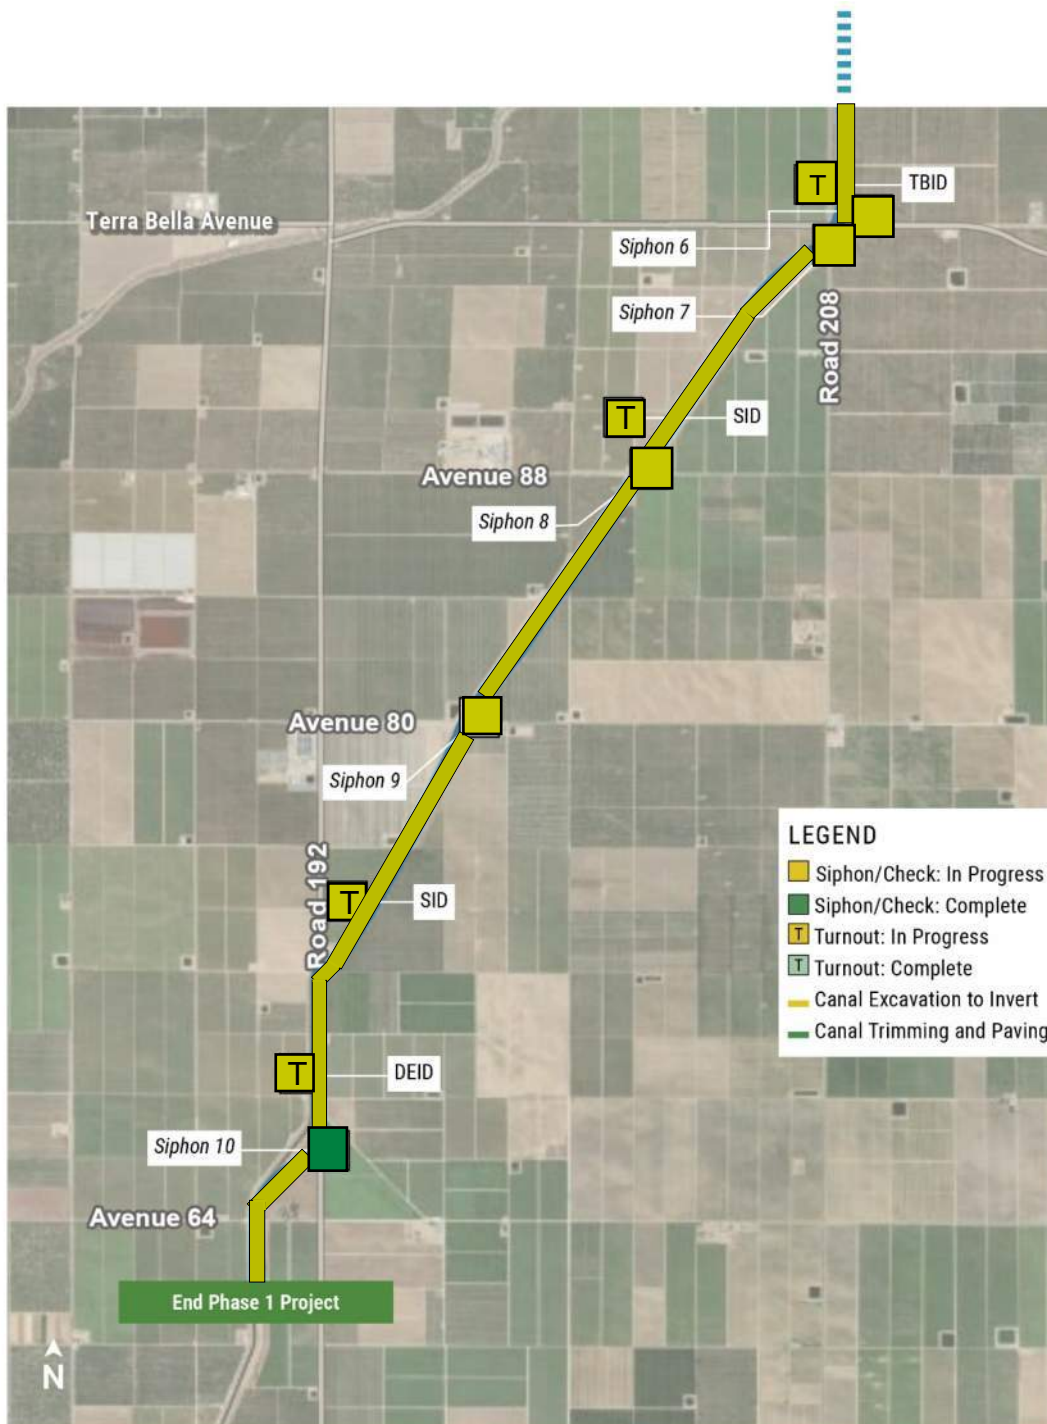 T
TBID
Terra Bella Avenue
Siphon 6
Siphon 7
Road 208
T
SID
Avenue 88
Siphon 8
Avenue 80
Siphon 9
LEGEND
Siphon/Check: In Progress
Siphon/Check: Complete
T Turnout: In Progress
T Turnout: Complete
Canal Excavation to Invert
Canal Trimming and Paving
Road 192
T
SID
T
DEID
Siphon 10
Avenue 64
End Phase 1 Project
N